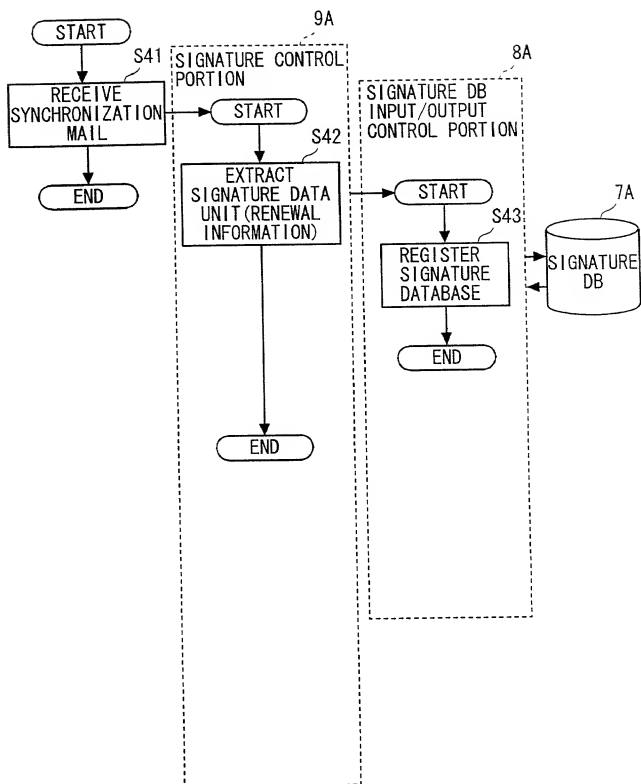 START
S41
RECEIVE
SYNCHRONIZATION
MAIL
END
9A
SIGNATURE CONTROL
PORTION
START
S42
EXTRACT
SIGNATURE DATA
UNIT(RENEWAL
INFORMATION)
END
8A
SIGNATURE DB
INPUT/OUTPUT
CONTROL PORTION
START
S43
REGISTER
SIGNATURE
DATABASE
END
7A
SIGNATURE
DB